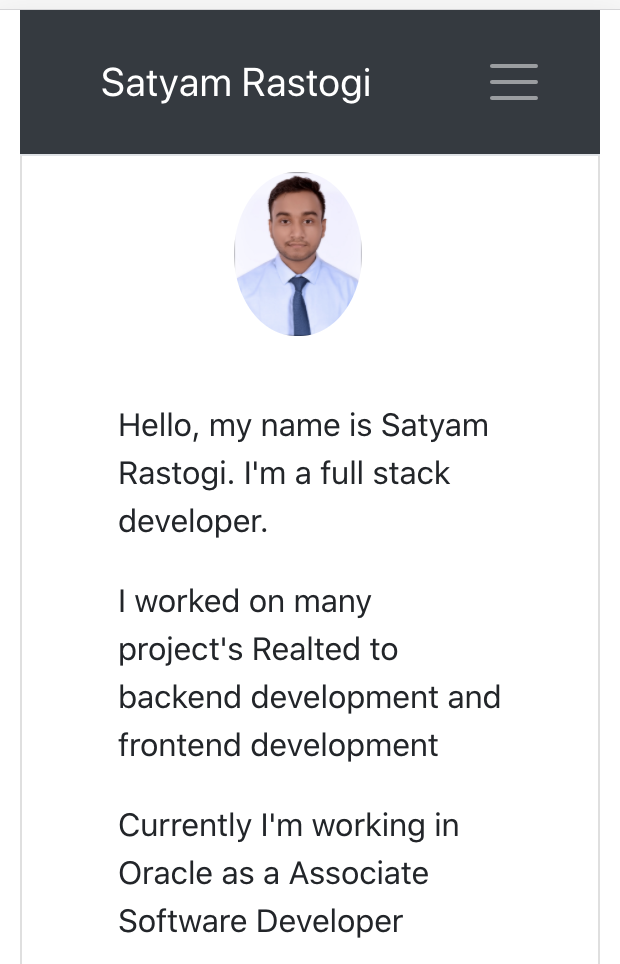 Satyam Rastogi
Hello, my name is Satyam
Rastogi. I'm a full stack
developer.
I worked on many
project's Realted to
backend development and
frontend development
Currently I'm working in
Oracle as a Associate
Software Developer